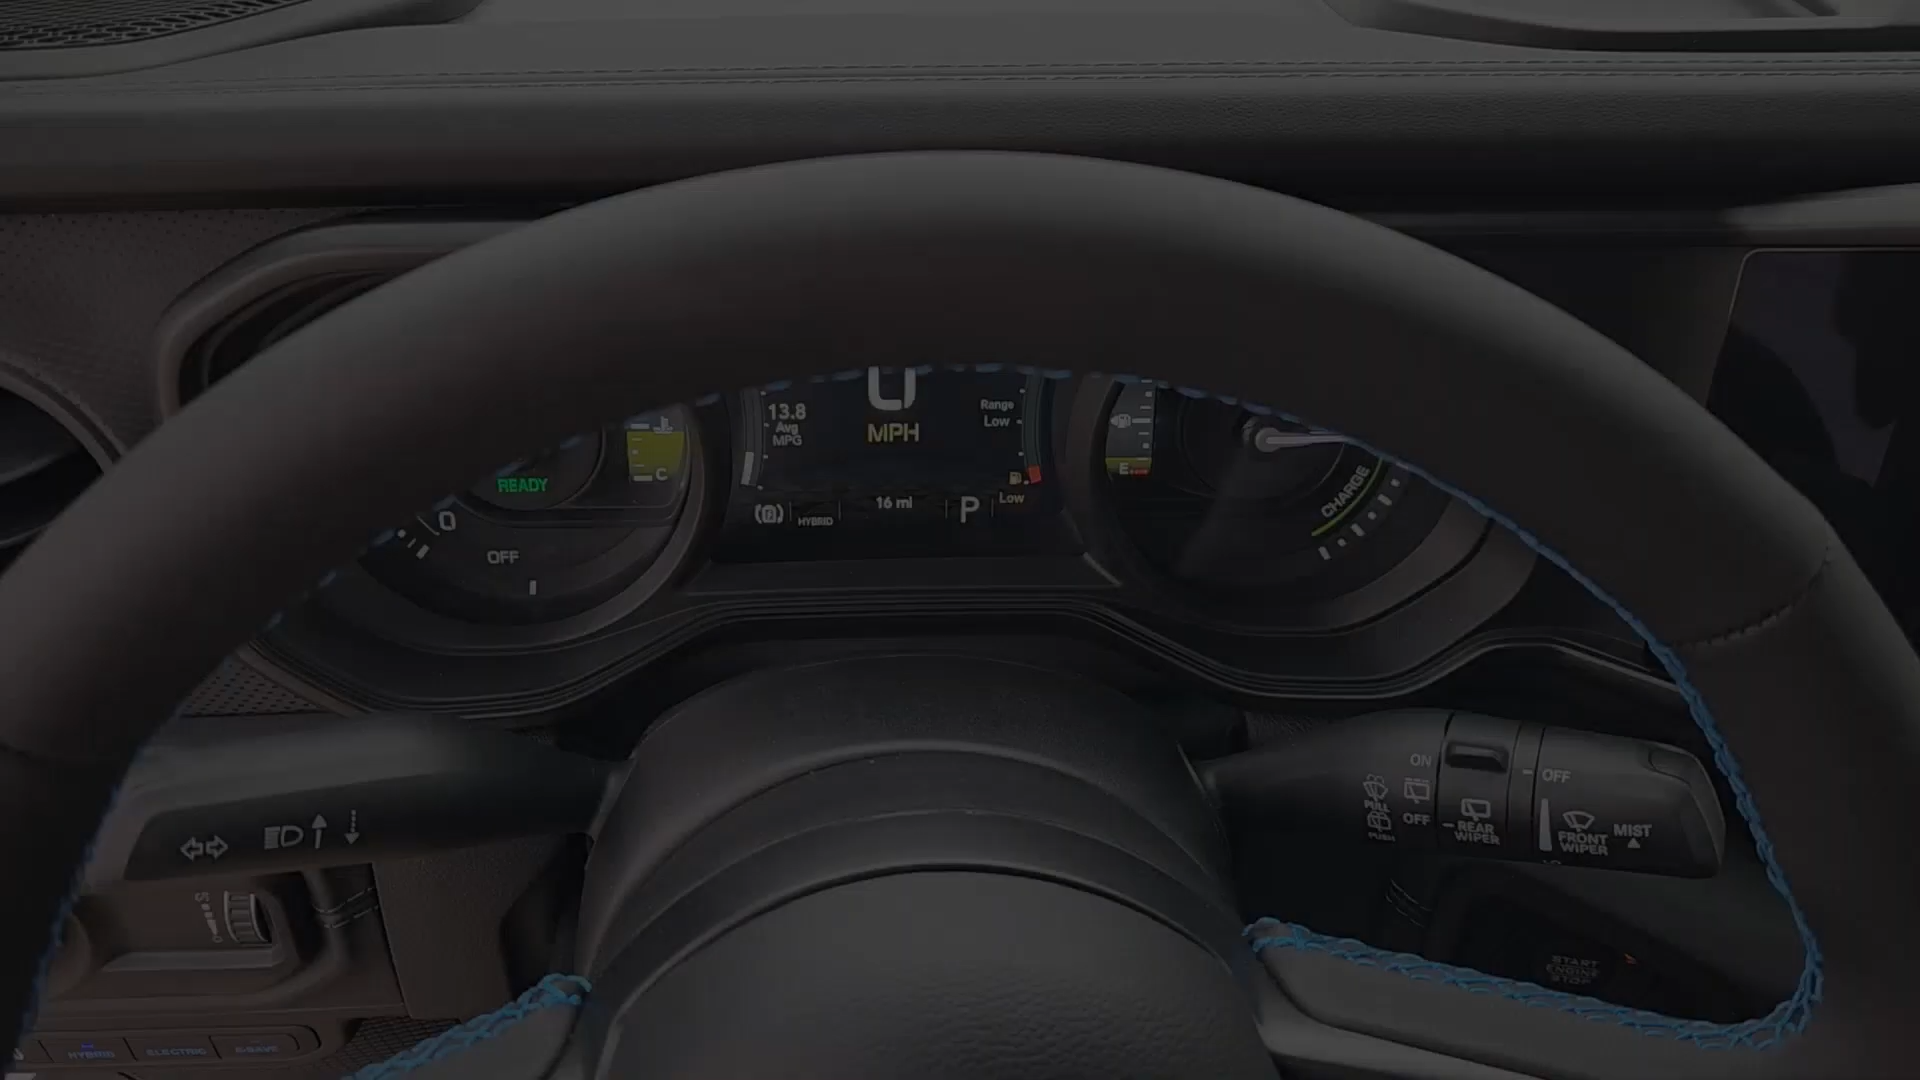 13.8
Avg
MPG
MPH
Range
Low
READY
C
E
CHARGE
0
OFF
HYBRID
16 mi
P
Low
ON
OFF
PULL
PUSH
REAR
WIPER
OFF
FRONT
WIPER
MIST
START
ENGINE
STOP
HYBRID
ELECTRIC
E-SAVE